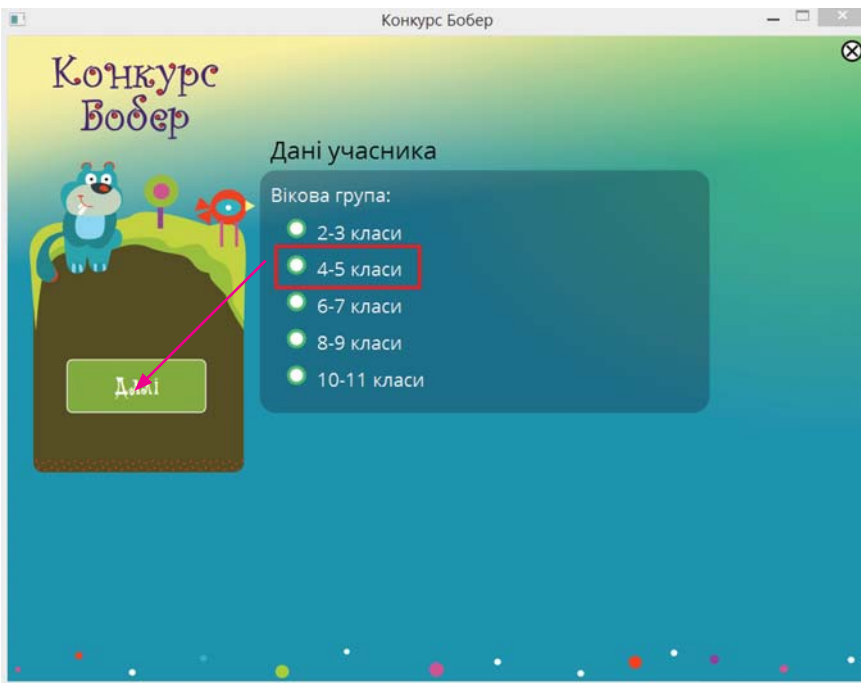 Конкурс Бобер
Конкурс
Бобер
Дані учасника
Вікова група:
2-3 класи
4-5 класи
6-7 класи
8-9 класи
10-11 класи
Далі